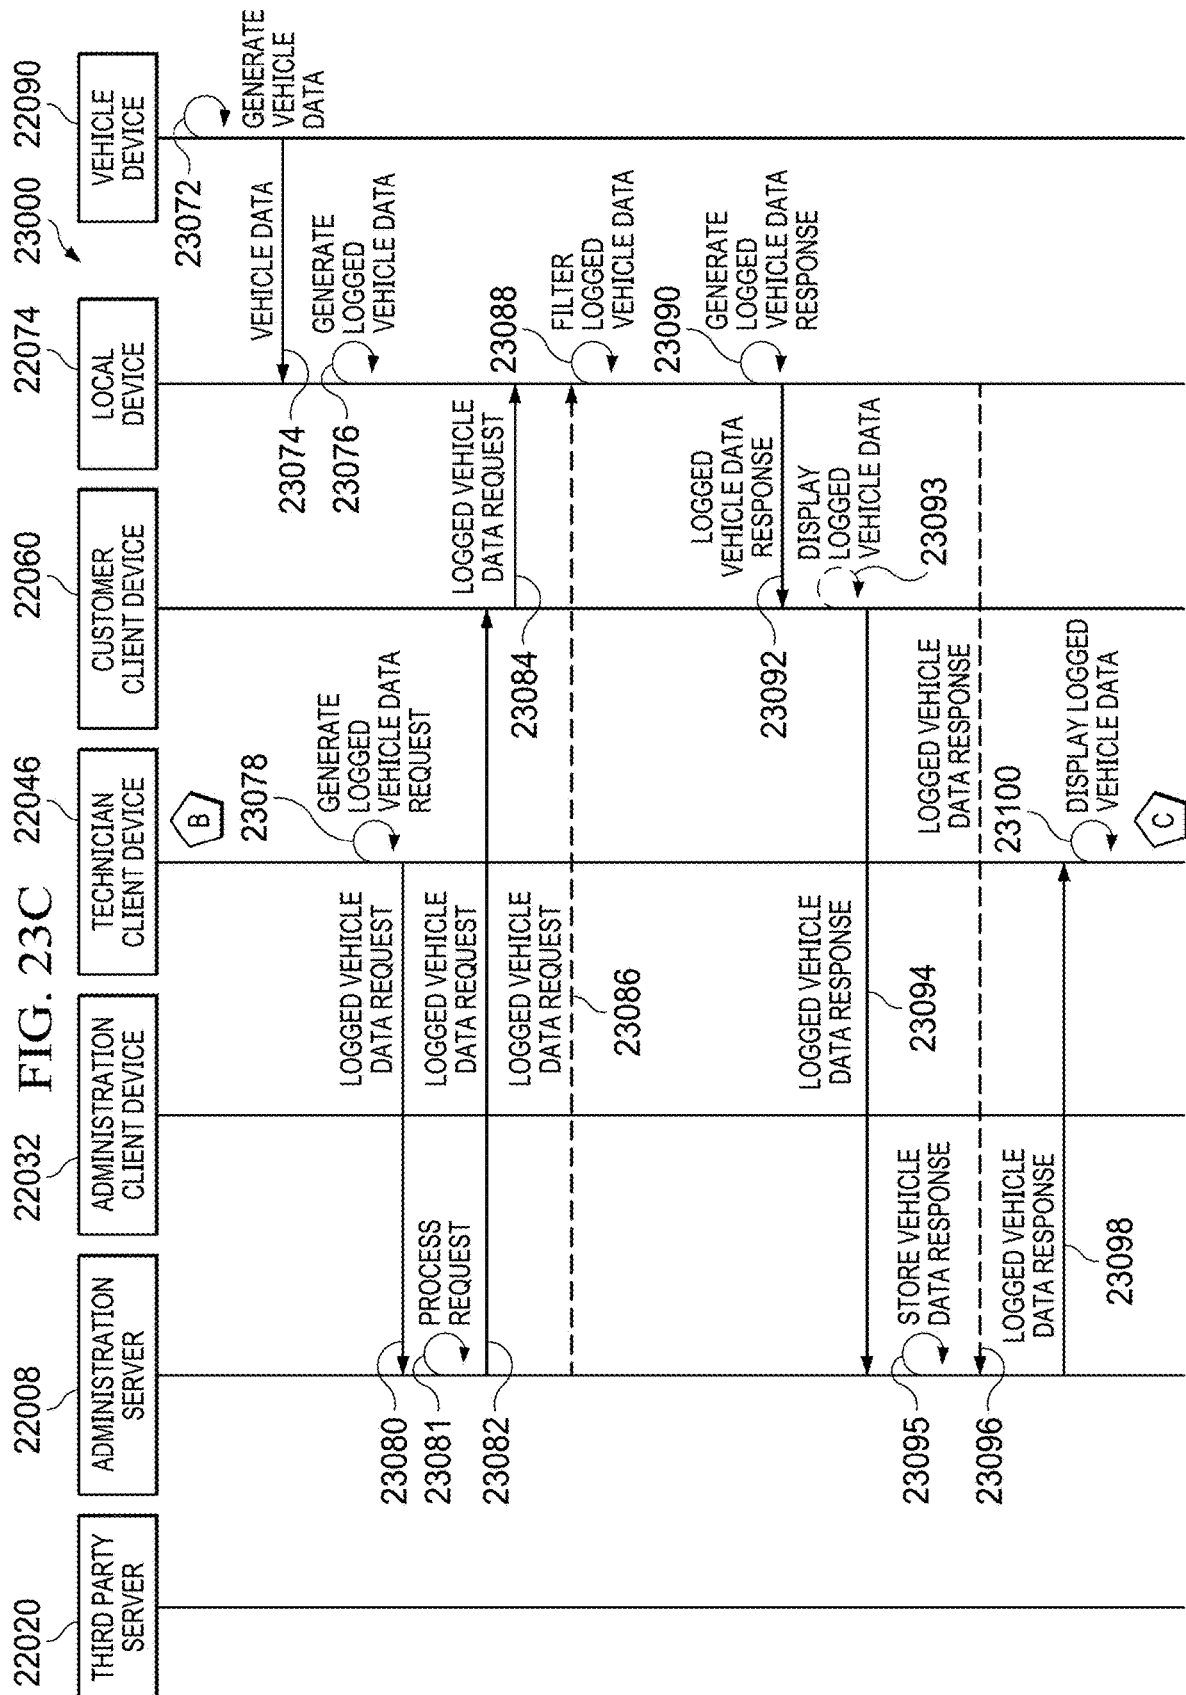 FIG. 23C
23000
22020
THIRD PARTY
SERVER
22008
ADMINISTRATION
SERVER
22032
ADMINISTRATION
CLIENT DEVICE
22046
TECHNICIAN
CLIENT DEVICE
22060
CUSTOMER
CLIENT DEVICE
22074
LOCAL
DEVICE
22090
VEHICLE
DEVICE
B
23072
GENERATE
VEHICLE
DATA
VEHICLE DATA
23074
23076
GENERATE
LOGGED
VEHICLE DATA
23078
GENERATE
LOGGED
VEHICLE DATA
REQUEST
LOGGED VEHICLE
DATA REQUEST
23080
23081
PROCESS
REQUEST
LOGGED VEHICLE
DATA REQUEST
23082
LOGGED VEHICLE
DATA REQUEST
23084
LOGGED VEHICLE
DATA REQUEST
23086
23088
FILTER
LOGGED
VEHICLE DATA
23090
GENERATE
LOGGED
VEHICLE DATA
RESPONSE
LOGGED
VEHICLE DATA
RESPONSE
23092
DISPLAY
LOGGED
VEHICLE DATA
23093
LOGGED VEHICLE
DATA RESPONSE
23094
23095
STORE VEHICLE
DATA RESPONSE
LOGGED VEHICLE
DATA RESPONSE
23096
LOGGED VEHICLE
DATA RESPONSE
23098
23100
DISPLAY LOGGED
VEHICLE DATA
C